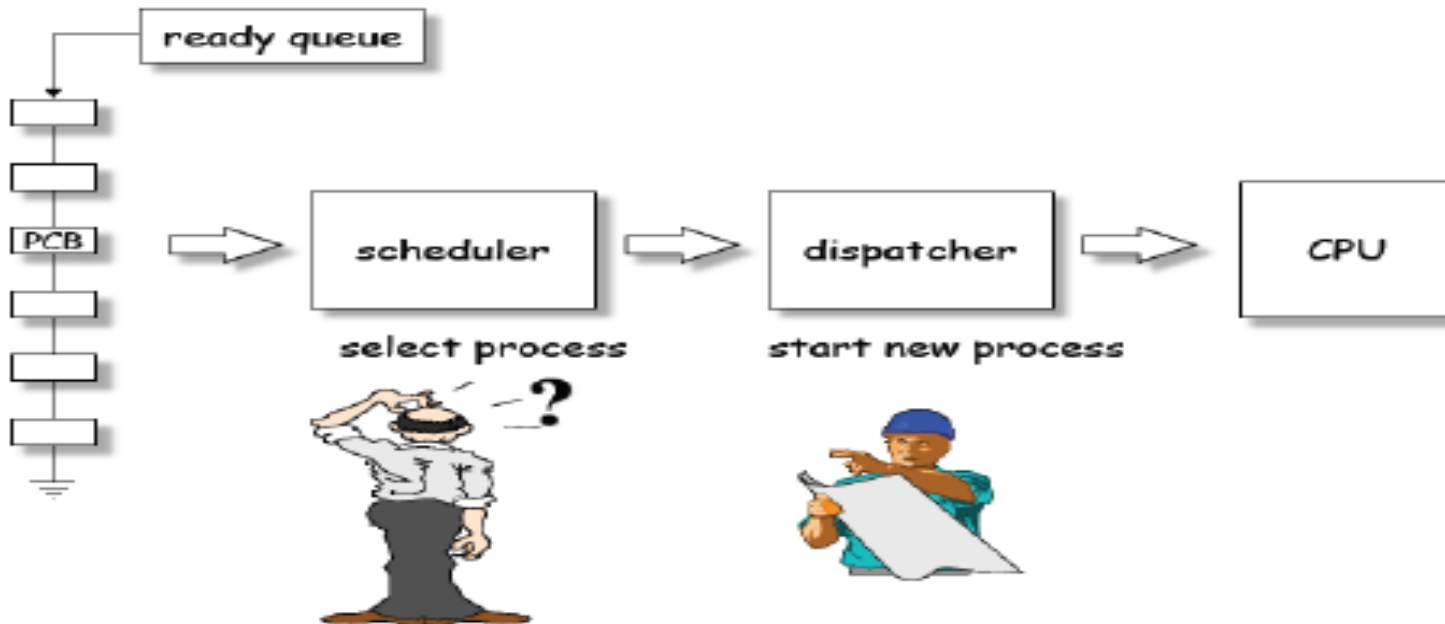 ready queue
PCB
scheduler
dispatcher
CPU
select process
start new process
?